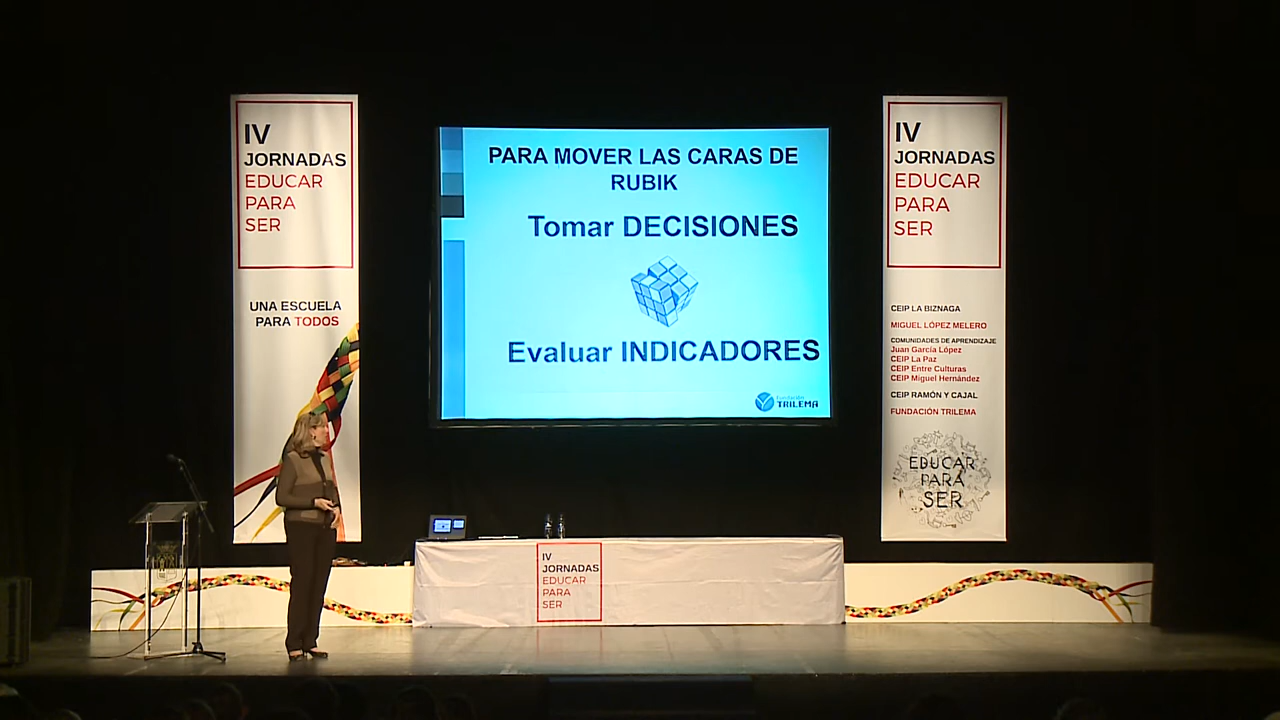 IV
JORNADAS
EDUCAR
PARA
SER
UNA ESCUELA
PARA TODOS
PARA MOVER LAS CARAS DE
RUBIK
Tomar DECISIONES
Evaluar INDICADORES
Fundación
TRILEMA
IV
JORNADAS
EDUCAR
PARA
SER
CEIP LA BIZNAGA
MIGUEL LÓPEZ MELERO
COMUNIDADES DE APRENDIZAJE
Juan García López
CEIP La Paz
CEIP Entre Culturas
CEIP Miguel Hernández
CEIP RAMÓN Y CAJAL
FUNDACIÓN TRILEMA
EDUCAR
PARA
SER
IV
JORNADAS
EDUCAR
PARA
SER